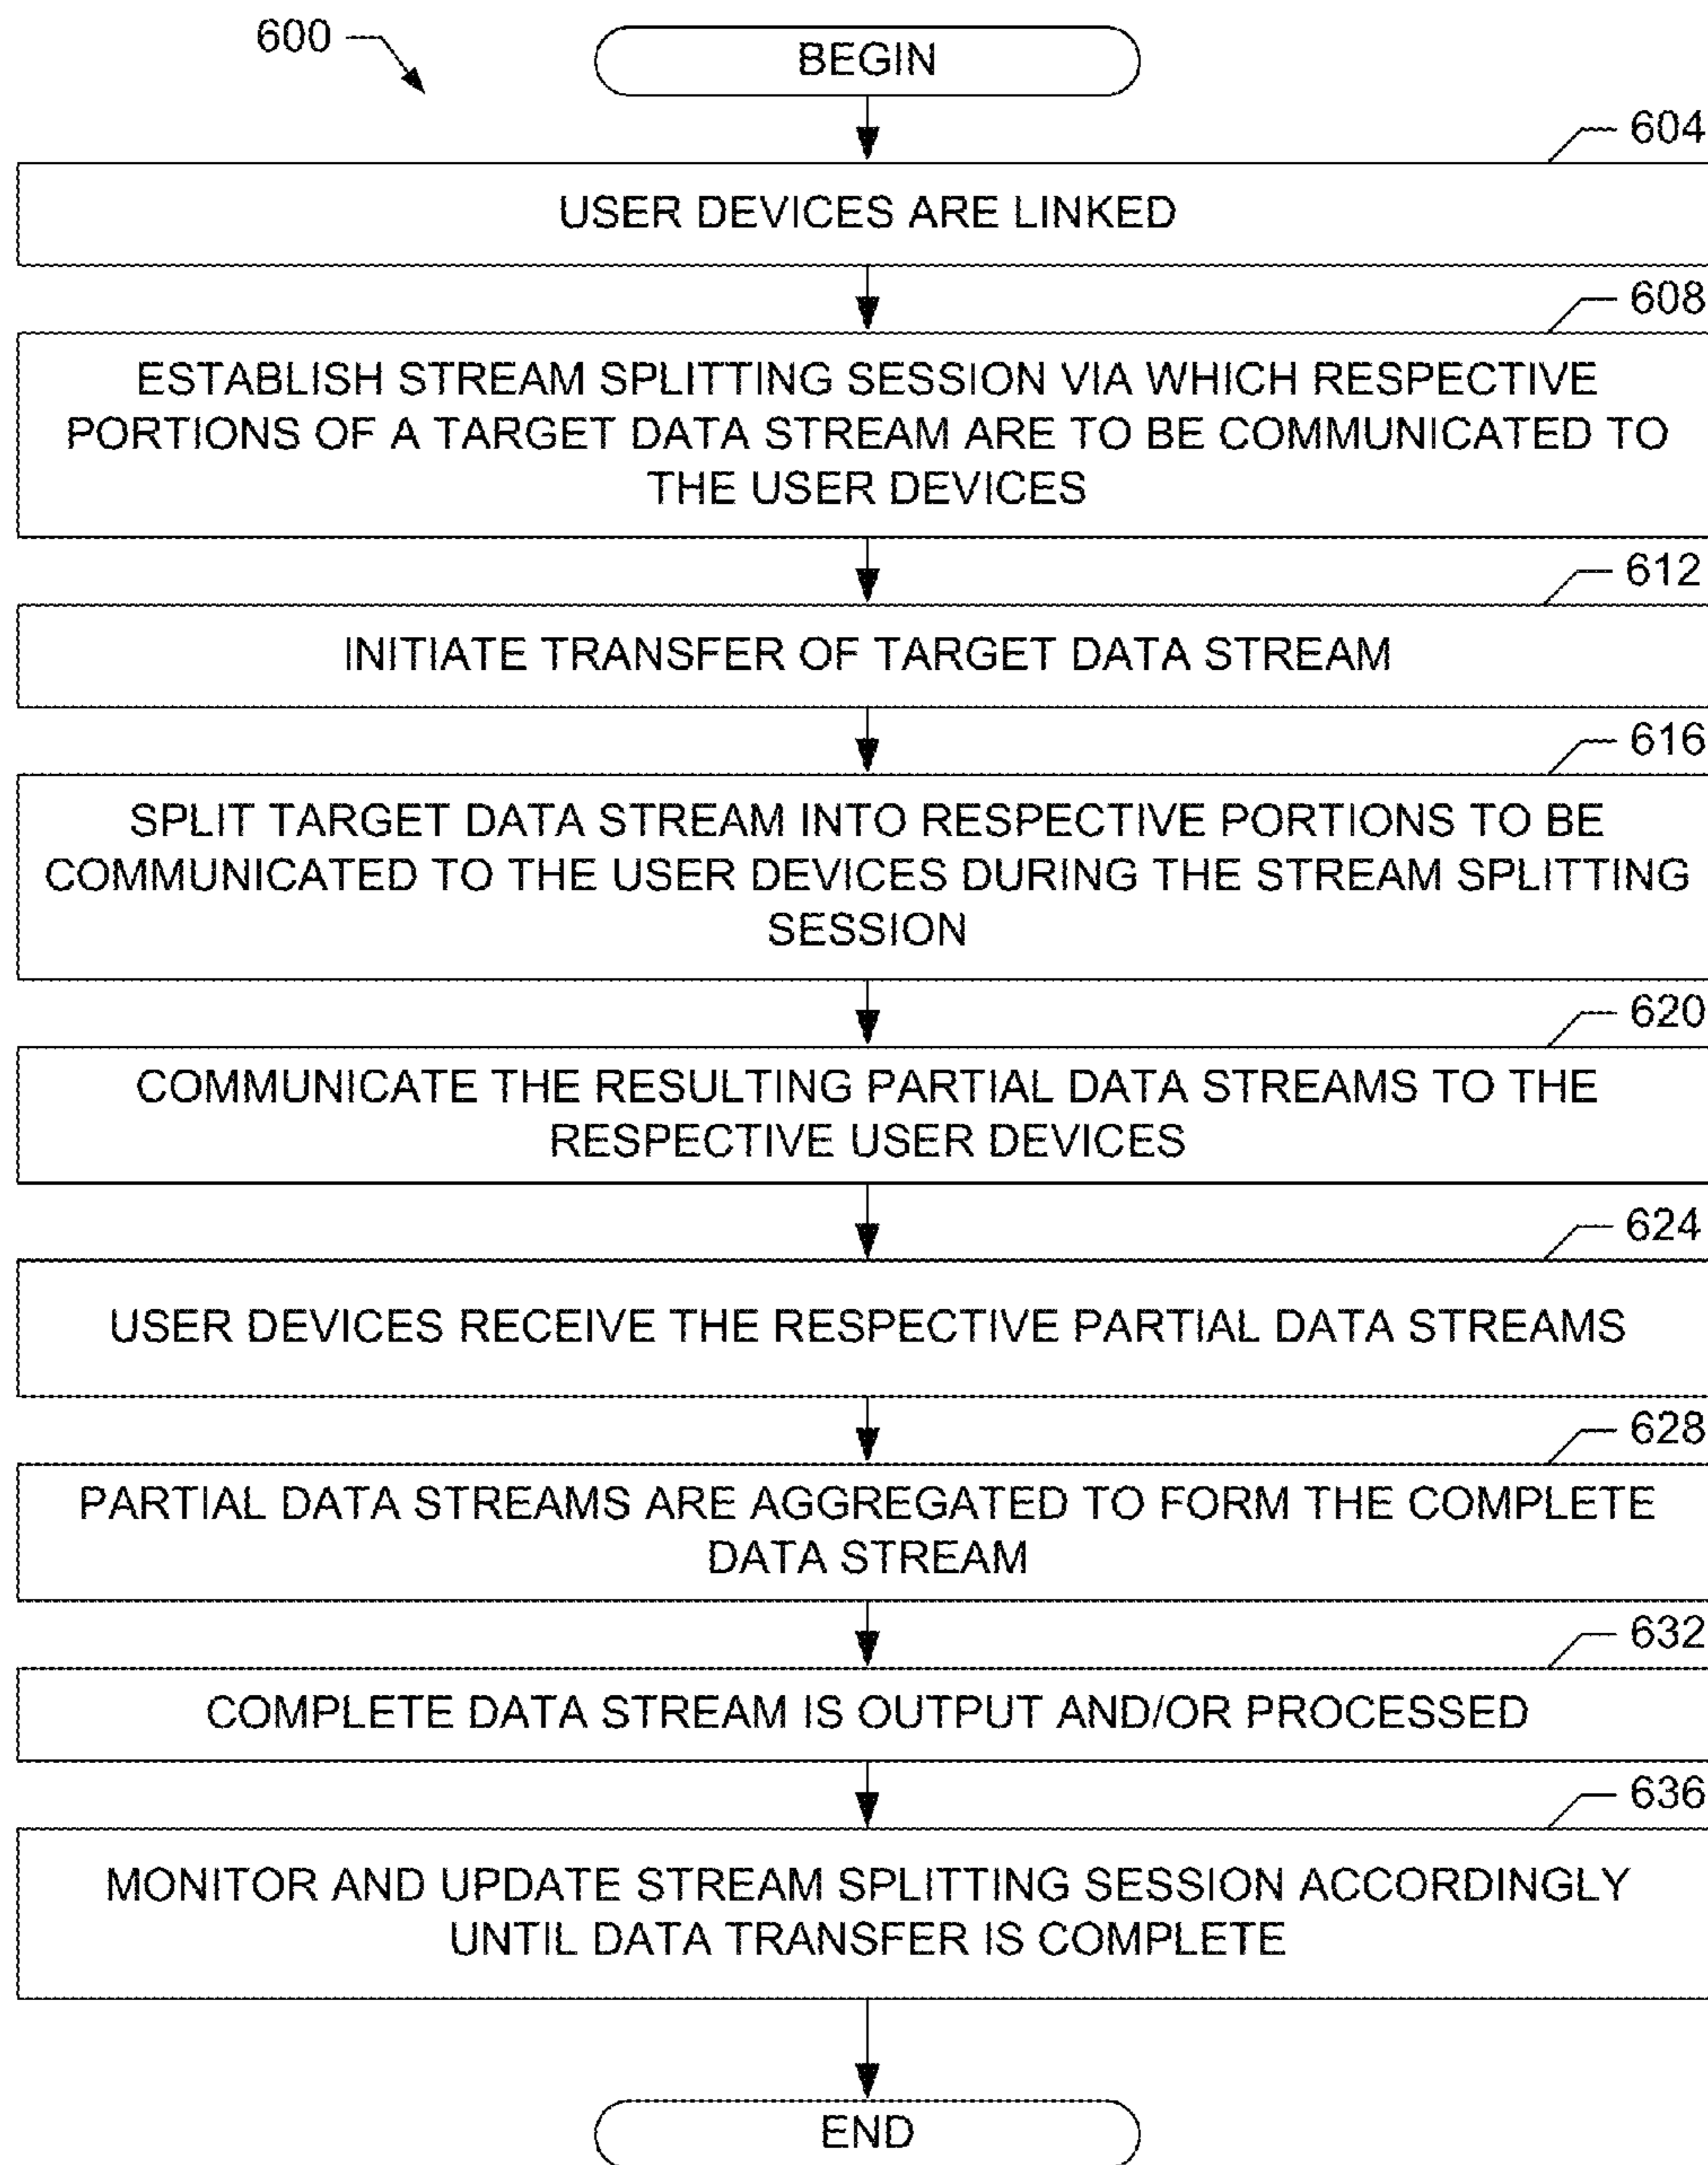 600
BEGIN
604
USER DEVICES ARE LINKED
608
ESTABLISH STREAM SPLITTING SESSION VIA WHICH RESPECTIVE
PORTIONS OF A TARGET DATA STREAM ARE TO BE COMMUNICATED TO
THE USER DEVICES
612
INITIATE TRANSFER OF TARGET DATA STREAM
616
SPLIT TARGET DATA STREAM INTO RESPECTIVE PORTIONS TO BE
COMMUNICATED TO THE USER DEVICES DURING THE STREAM SPLITTING
SESSION
620
COMMUNICATE THE RESULTING PARTIAL DATA STREAMS TO THE
RESPECTIVE USER DEVICES
624
USER DEVICES RECEIVE THE RESPECTIVE PARTIAL DATA STREAMS
628
PARTIAL DATA STREAMS ARE AGGREGATED TO FORM THE COMPLETE
DATA STREAM
632
COMPLETE DATA STREAM IS OUTPUT AND/OR PROCESSED
636
MONITOR AND UPDATE STREAM SPLITTING SESSION ACCORDINGLY
UNTIL DATA TRANSFER IS COMPLETE
END